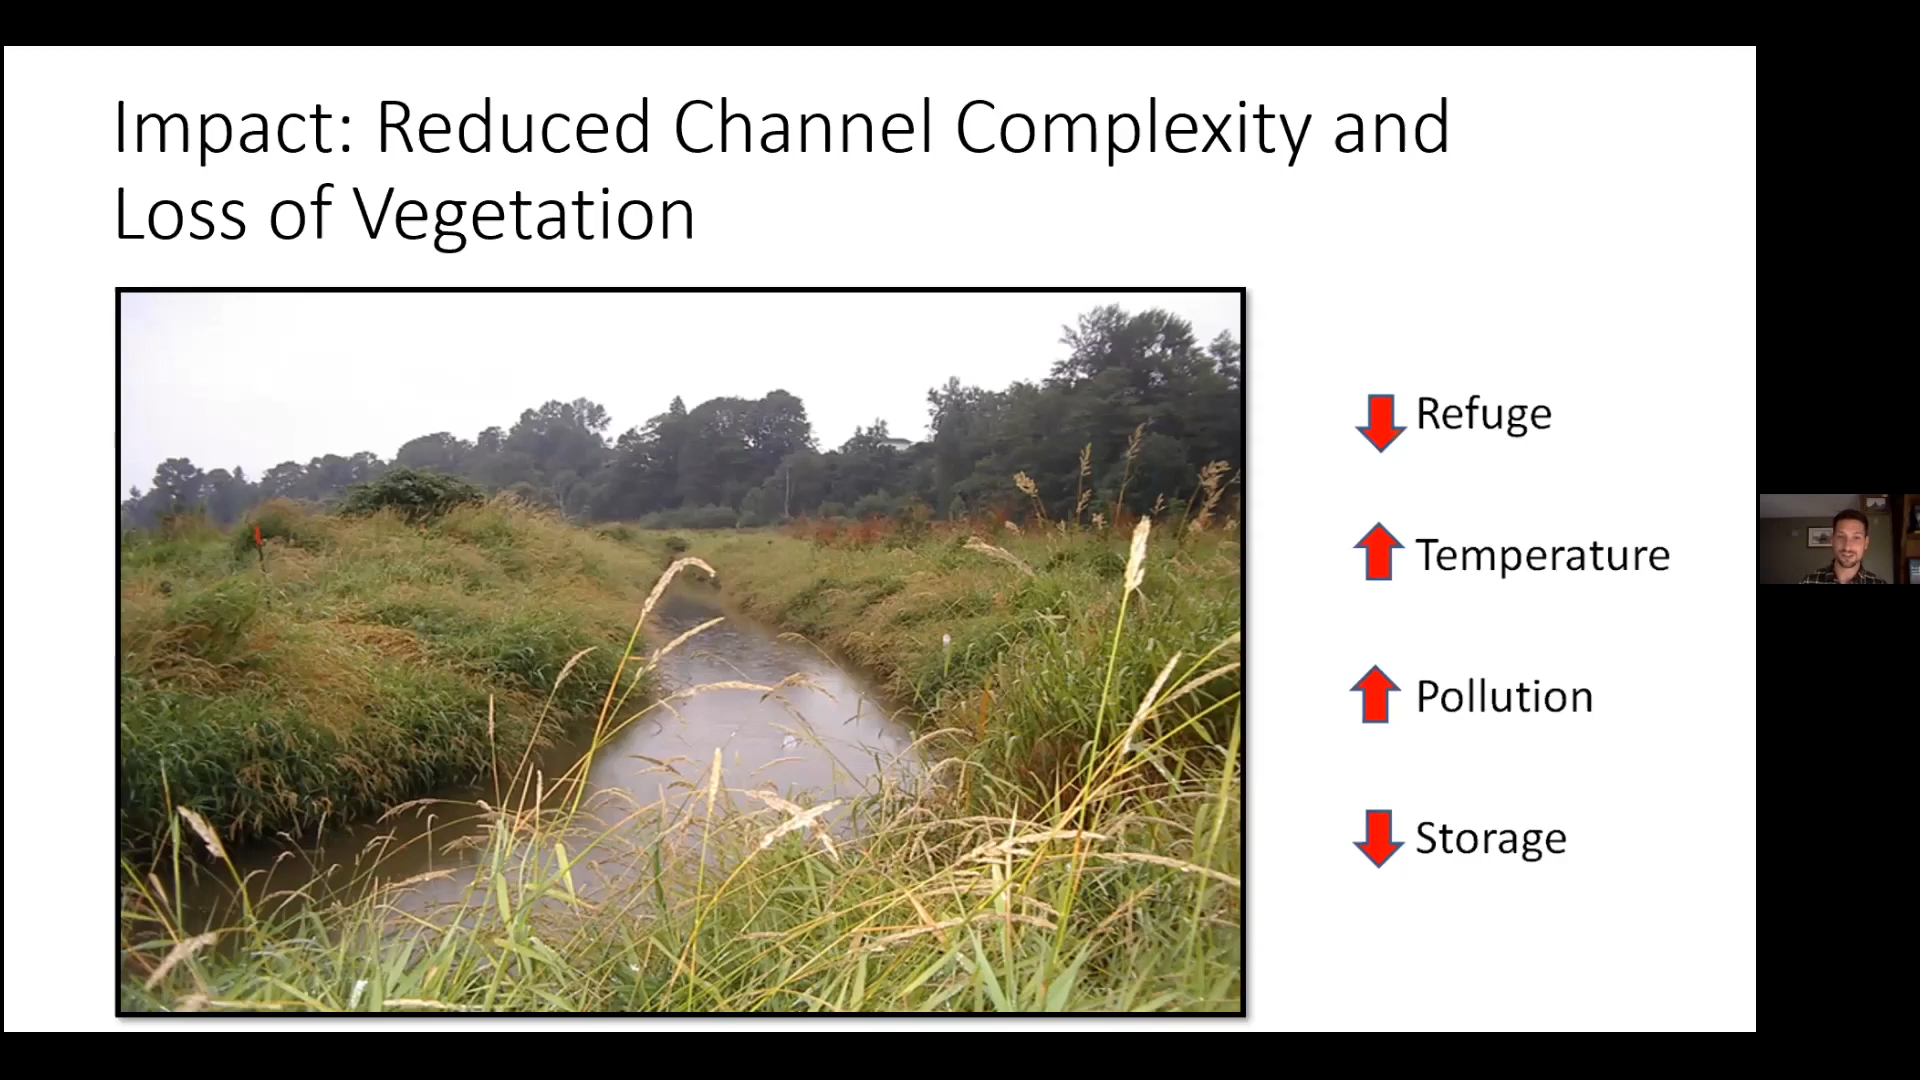 Impact: Reduced Channel Complexity and
Loss of Vegetation
Refuge
Temperature
Pollution
Storage